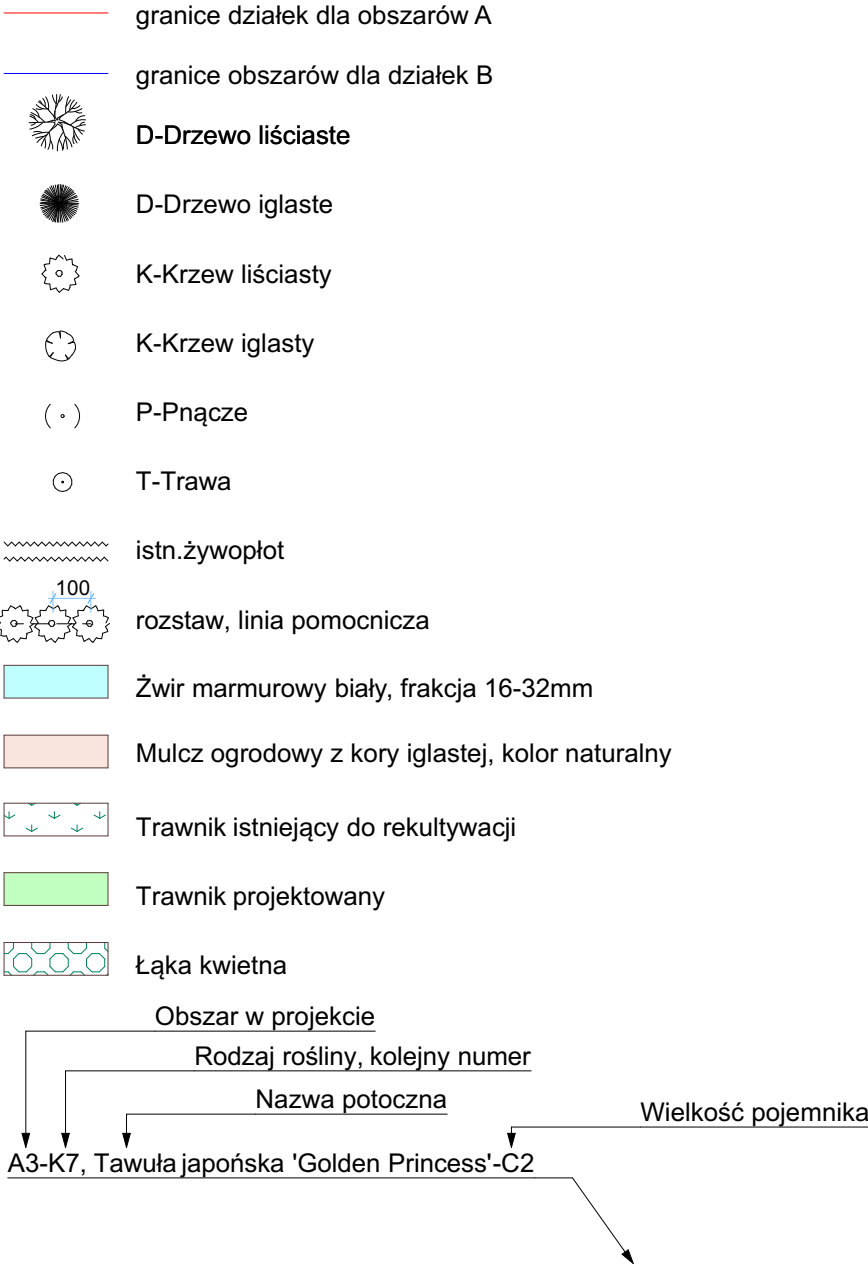 granice działek dla obszarów A
granice obszarów dla działek B
D-Drzewo liściaste
D-Drzewo iglaste
K-Krzew liściasty
K-Krzew iglasty
P-Pnącze
T-Trawa
istn.żywopłot
100
rozstaw, linia pomocnicza
Żwir marmurowy biały, frakcja 16-32mm
Mulcz ogrodowy z kory iglastej, kolor naturalny
Trawnik istniejący do rekultywacji
Trawnik projektowany
Łąka kwietna
Obszar w projekcie
Rodzaj rośliny, kolejny numer
Nazwa potoczna
Wielkość pojemnika
A3-K7, Tawuła japońska 'Golden Princess'-C2